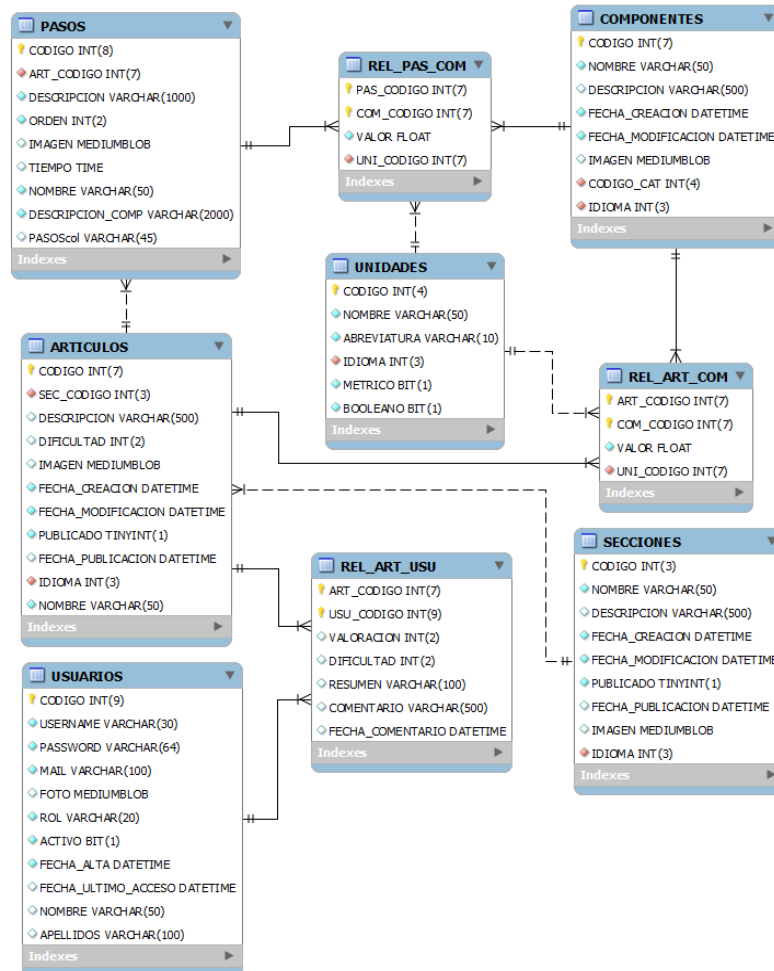 PASOS
CODIGO INT(8)
ART_CODIGO INT(7)
DESCRIPCION VARCHAR(1000)
ORDEN INT(2)
IMAGEN MEDIUMBLOB
TIEMPO TIME
NOMBRE VARCHAR(50)
DESCRIPCION_COMP VARCHAR(2000)
PASOScol VARCHAR(45)
Indexes
REL_PAS_COM
PAS_CODIGO INT(7)
COM_CODIGO INT(7)
VALOR FLOAT
UNI_CODIGO INT(7)
Indexes
COMPONENTES
CODIGO INT(7)
NOMBRE VARCHAR(50)
DESCRIPCION VARCHAR(500)
FECHA_CREACION DATETIME
FECHA_MODIFICACION DATETIME
IMAGEN MEDIUMBLOB
CODIGO_CAT INT(4)
IDIOMA INT(3)
Indexes
UNIDADES
CODIGO INT(4)
NOMBRE VARCHAR(50)
ABREVIATURA VARCHAR(10)
IDIOMA INT(3)
METRICO BIT(1)
BOOLEANO BIT(1)
Indexes
ARTICULOS
CODIGO INT(7)
SEC_CODIGO INT(3)
DESCRIPCION VARCHAR(500)
DIFICULTAD INT(2)
IMAGEN MEDIUMBLOB
FECHA_CREACION DATETIME
FECHA_MODIFICACION DATETIME
PUBLICADO TINYINT(1)
FECHA_PUBLICACION DATETIME
IDIOMA INT(3)
NOMBRE VARCHAR(50)
Indexes
REL_ART_COM
ART_CODIGO INT(7)
COM_CODIGO INT(7)
VALOR FLOAT
UNI_CODIGO INT(7)
Indexes
REL_ART_USU
ART_CODIGO INT(7)
USU_CODIGO INT(9)
VALORACION INT(2)
DIFICULTAD INT(2)
RESUMEN VARCHAR(100)
COMENTARIO VARCHAR(500)
FECHA_COMENTARIO DATETIME
Indexes
SECCIONES
CODIGO INT(3)
NOMBRE VARCHAR(50)
DESCRIPCION VARCHAR(500)
FECHA_CREACION DATETIME
FECHA_MODIFICACION DATETIME
PUBLICADO TINYINT(1)
FECHA_PUBLICACION DATETIME
IMAGEN MEDIUMBLOB
IDIOMA INT(3)
Indexes
USUARIOS
CODIGO INT(9)
USERNAME VARCHAR(30)
PASSWORD VARCHAR(64)
MAIL VARCHAR(100)
FOTO MEDIUMBLOB
ROL VARCHAR(20)
ACTIVO BIT(1)
FECHA_ALTA DATETIME
FECHA_ULTIMO_ACCESO DATETIME
NOMBRE VARCHAR(50)
APELLIDOS VARCHAR(100)
Indexes